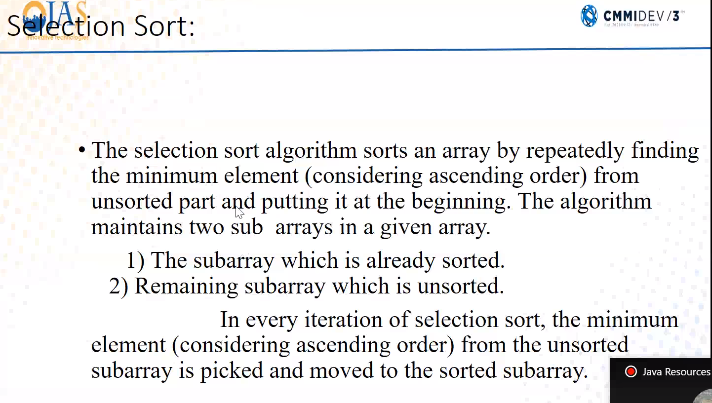 OJAS
Innovative Technologies
Selection Sort:
CMMIDEV/3
• The selection sort algorithm sorts an array by repeatedly finding
the minimum element (considering ascending order) from
unsorted part and putting it at the beginning. The algorithm
maintains two sub arrays in a given array.
1) The subarray which is already sorted.
2) Remaining subarray which is unsorted.
In every iteration of selection sort, the minimum
element (considering ascending order) from the unsorted
subarray is picked and moved to the sorted subarray.
Java Resources